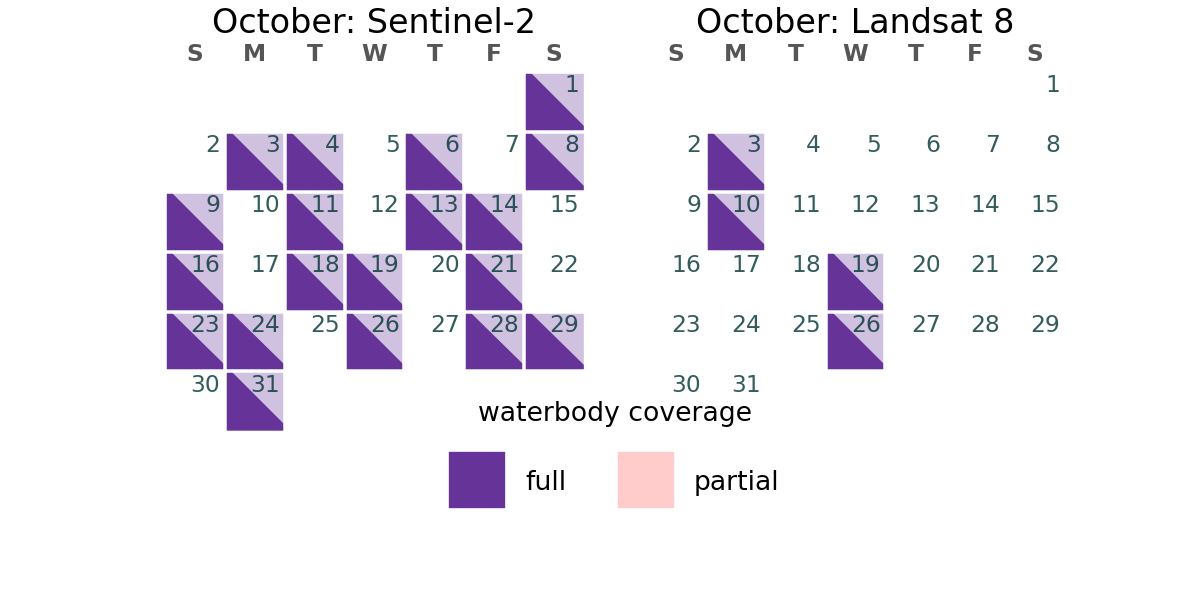 October: Sentinel-2
S M T W T F S
1
2 3 4 5 6 7 8
9 10 11 12 13 14 15
16 17 18 19 20 21 22
23 24 25 26 27 28 29
30 31
October: Landsat 8
S M T W T F S
1
2 3 4 5 6 7 8
9 10 11 12 13 14 15
16 17 18 19 20 21 22
23 24 25 26 27 28 29
30 31
waterbody coverage
full partial